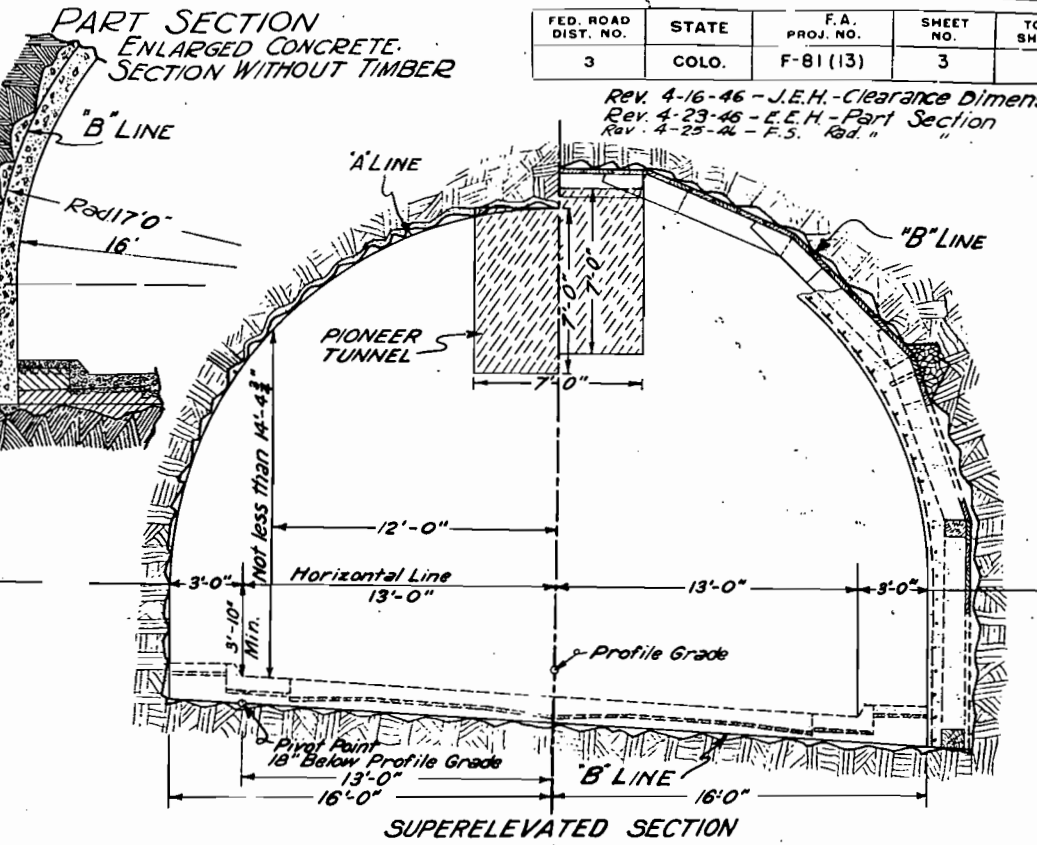 PART SECTION
ENLARGED CONCRETE.
SECTION WITHOUT TIMBER
FED. ROAD DIST. NO.
STATE
F.A. PROJ. NO.
SHEET NO.
3
COLO.
F-81 (13)
3
Rev. 4-16-46 - J.E.H. - Clearance
Rev. 4-23-46 - E.E.H. - Part Section
Rev. 4-25-46 - F.S. Rad. " "
"B" LINE
"A" LINE
Rad. 17'0"
16'
"B" LINE
PIONEER
TUNNEL
7'-0"
7'-0"
7'-0"
Not less than 14'-4¾"
12'-0"
3'-0"
Horizontal Line
13'-0"
13'-0"
3'-0"
3'-10"
Min.
Profile Grade
Pivot Point
18" Below Profile Grade
13'-0"
"B" LINE
16'-0"
16'0"
SUPERELEVATED SECTION